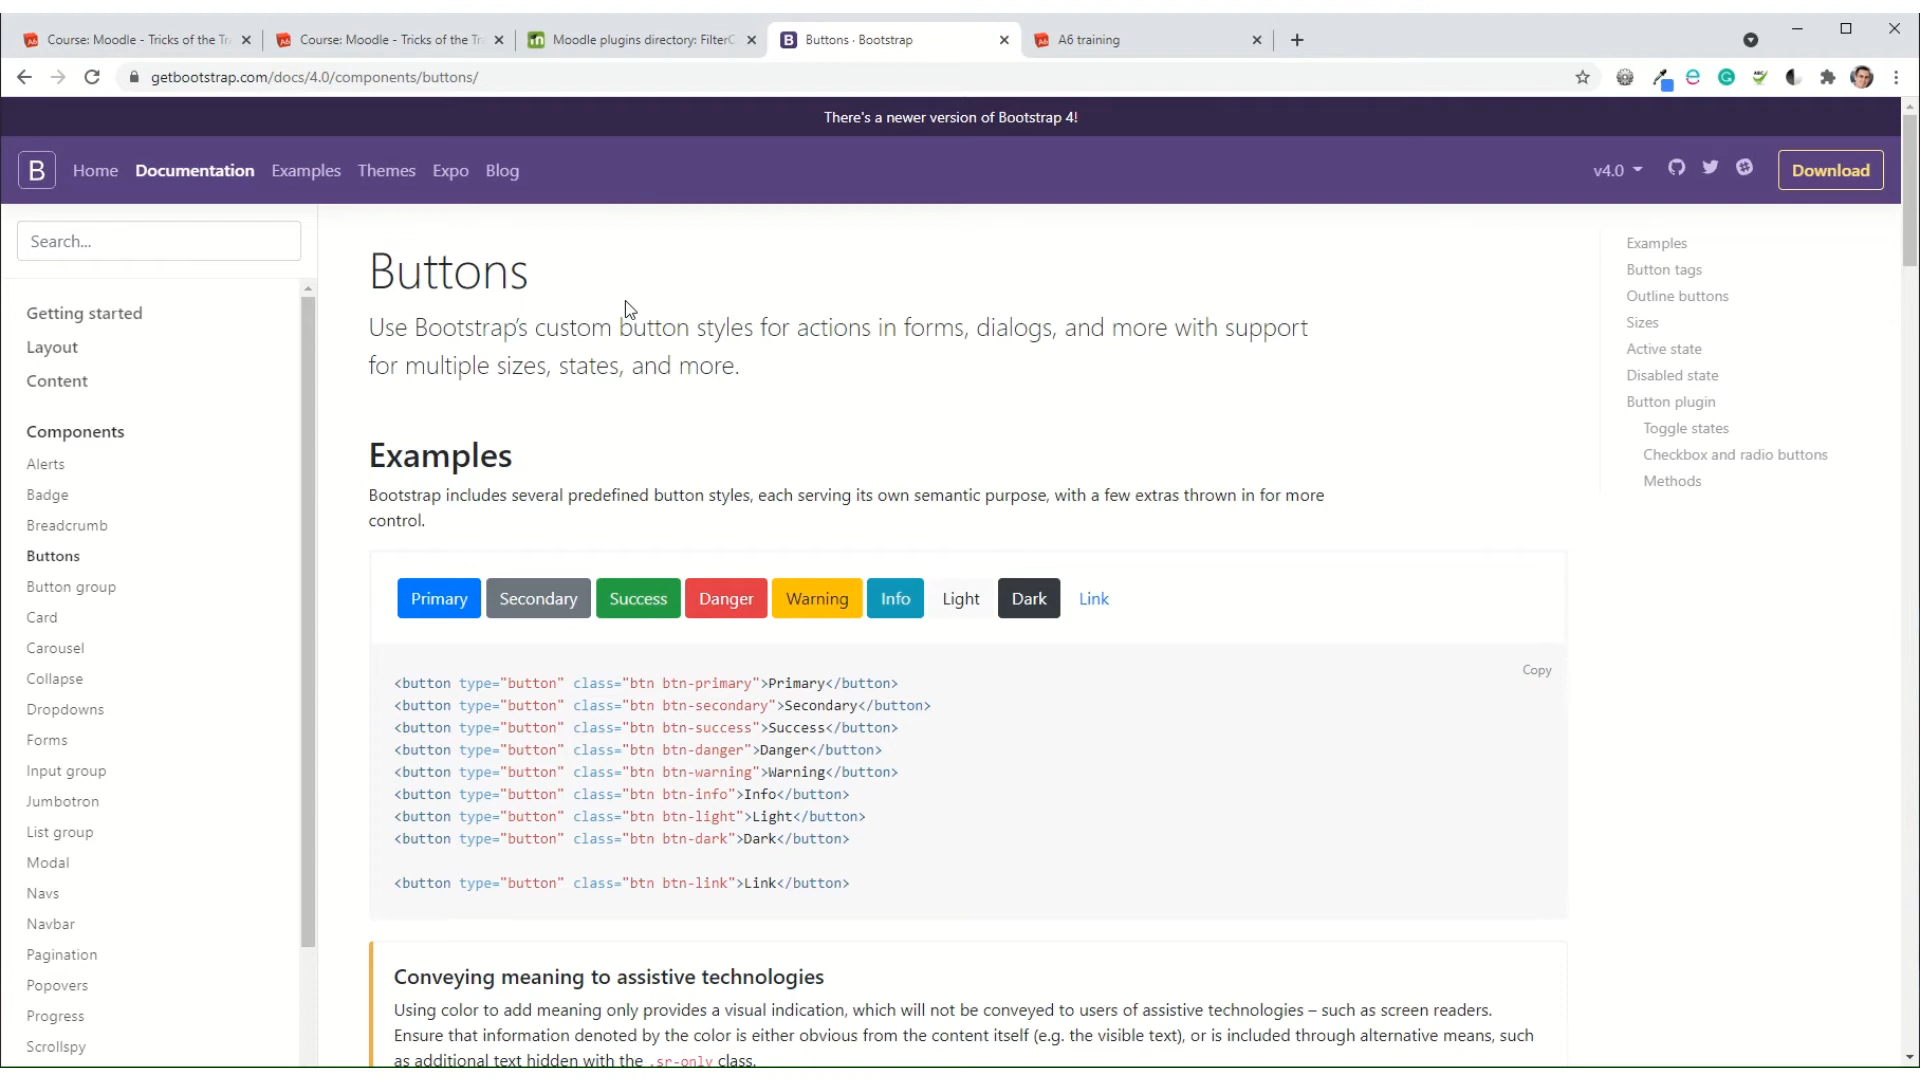 Course: Moodle - Tricks of the Tr
Course: Moodle - Tricks of the Tr
Moodle plugins directory: FilterC
B
Buttons · Bootstrap
A6 training
getbootstrap.com/docs/4.0/components/buttons/
There's a newer version of Bootstrap 4!
B
Home
Documentation
Examples
Themes
Expo
Blog
v4.0
Download
Search...
Getting started
Layout
Content
Components
Alerts
Badge
Breadcrumb
Buttons
Button group
Card
Carousel
Collapse
Dropdowns
Forms
Input group
Jumbotron
List group
Modal
Navs
Navbar
Pagination
Popovers
Progress
Scrollspy
Buttons
Use Bootstrap's custom button styles for actions in forms, dialogs, and more with support
for multiple sizes, states, and more.
Examples
Bootstrap includes several predefined button styles, each serving its own semantic purpose, with a few extras thrown in for more
control.
Primary
Secondary
Success
Danger
Warning
Info
Light
Dark
Link
Copy
<button type="button" class="btn btn-primary">Primary</button>
<button type="button" class="btn btn-secondary">Secondary</button>
<button type="button" class="btn btn-success">Success</button>
<button type="button" class="btn btn-danger">Danger</button>
<button type="button" class="btn btn-warning">Warning</button>
<button type="button" class="btn btn-info">Info</button>
<button type="button" class="btn btn-light">Light</button>
<button type="button" class="btn btn-dark">Dark</button>
<button type="button" class="btn btn-link">Link</button>
Conveying meaning to assistive technologies
Using color to add meaning only provides a visual indication, which will not be conveyed to users of assistive technologies – such as screen readers.
Ensure that information denoted by the color is either obvious from the content itself (e.g. the visible text), or is included through alternative means, such
as additional text hidden with the .sr-only class.
Examples
Button tags
Outline buttons
Sizes
Active state
Disabled state
Button plugin
Toggle states
Checkbox and radio buttons
Methods